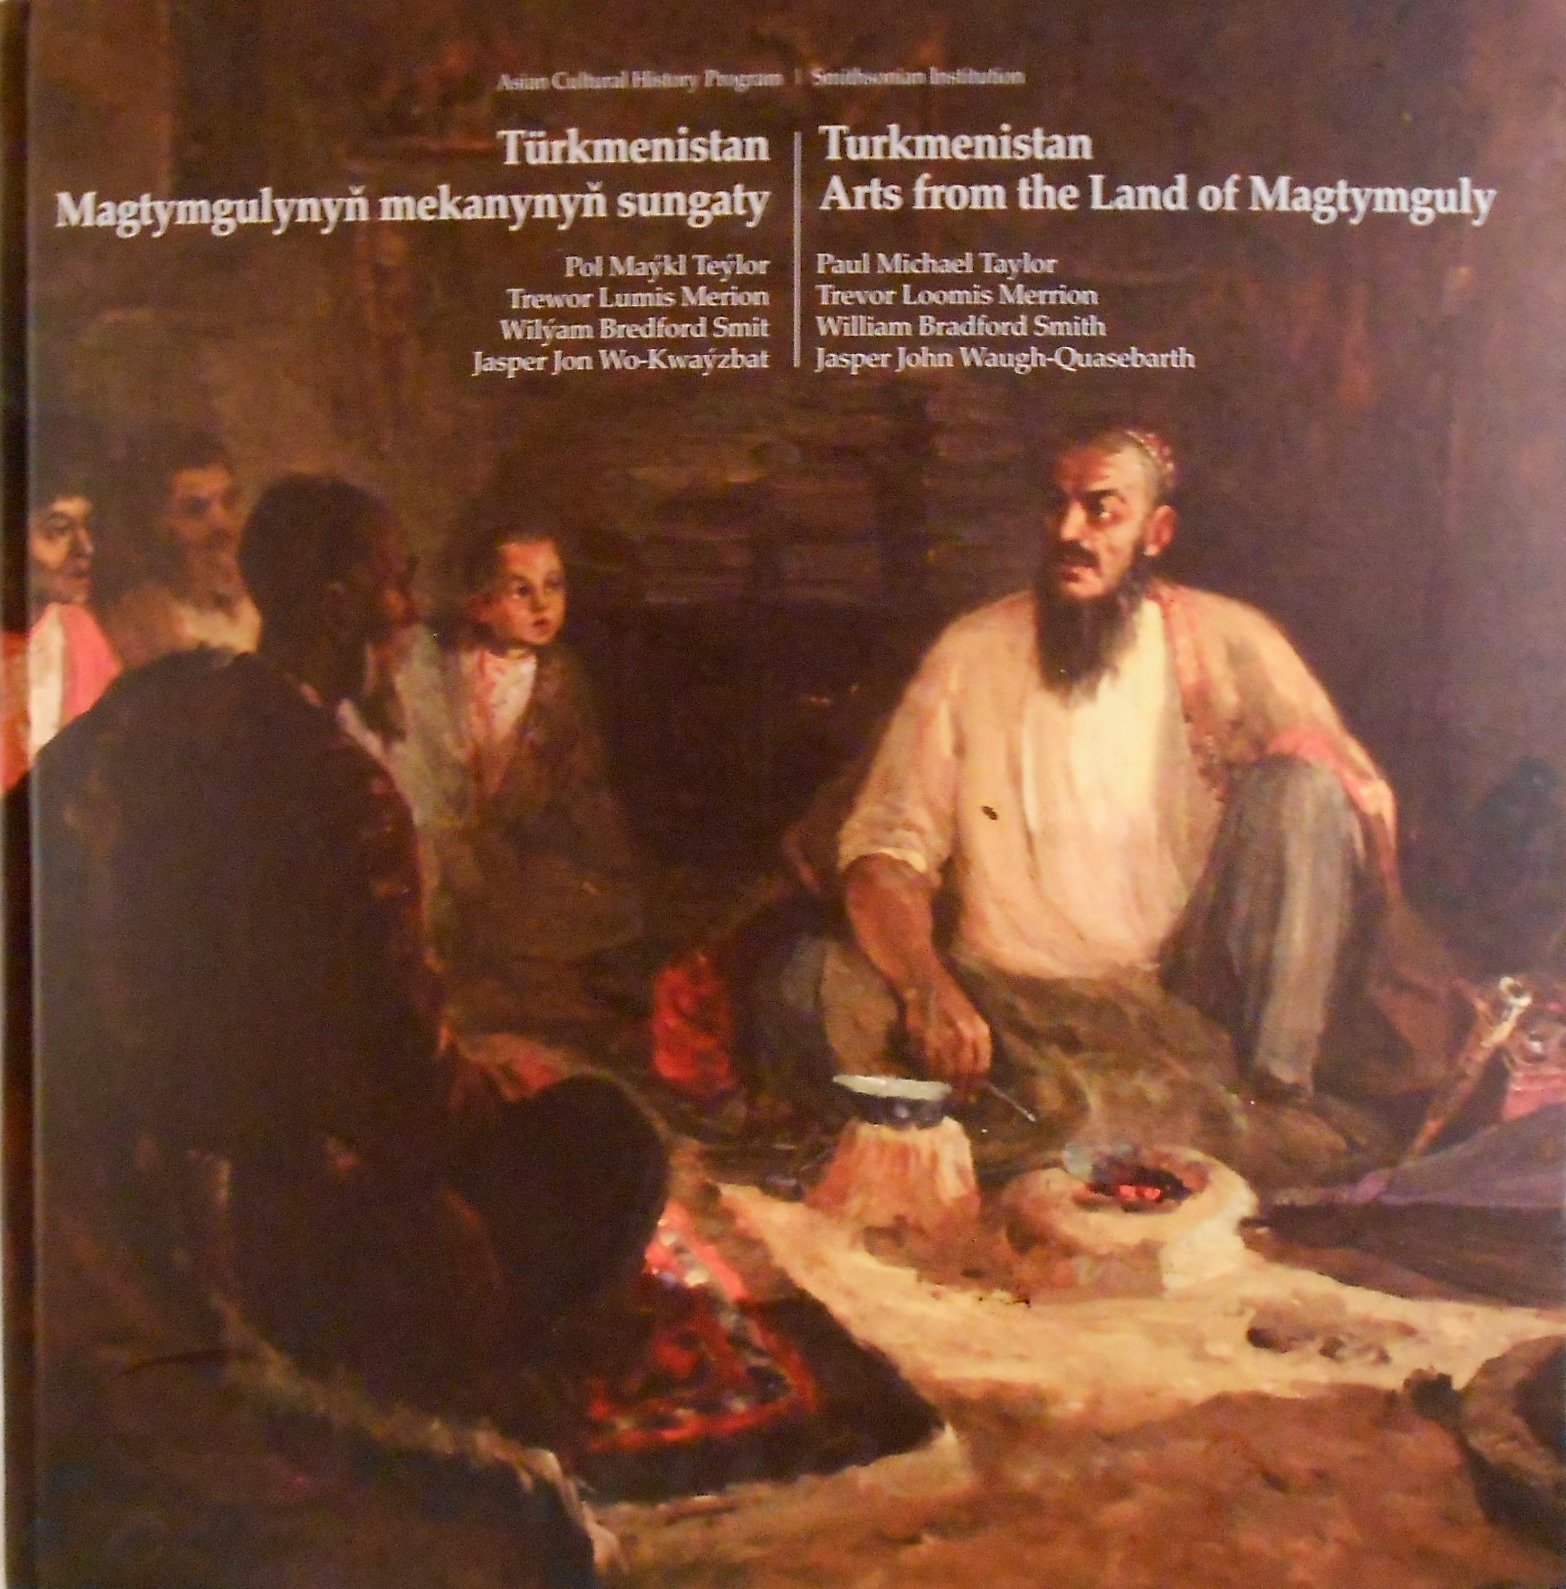 Asian Cultural History Program | Smithsonian Institution
Türkmenistan
Magtymgulynyň mekanynyň sungaty
Pol Maýkl Teýlor
Trewor Lumis Merion
Wilýam Bredford Smit
Jasper Jon Wo-Kwaýzbat
Turkmenistan
Arts from the Land of Magtymguly
Paul Michael Taylor
Trevor Loomis Merrion
William Bradford Smith
Jasper John Waugh-Quasebarth